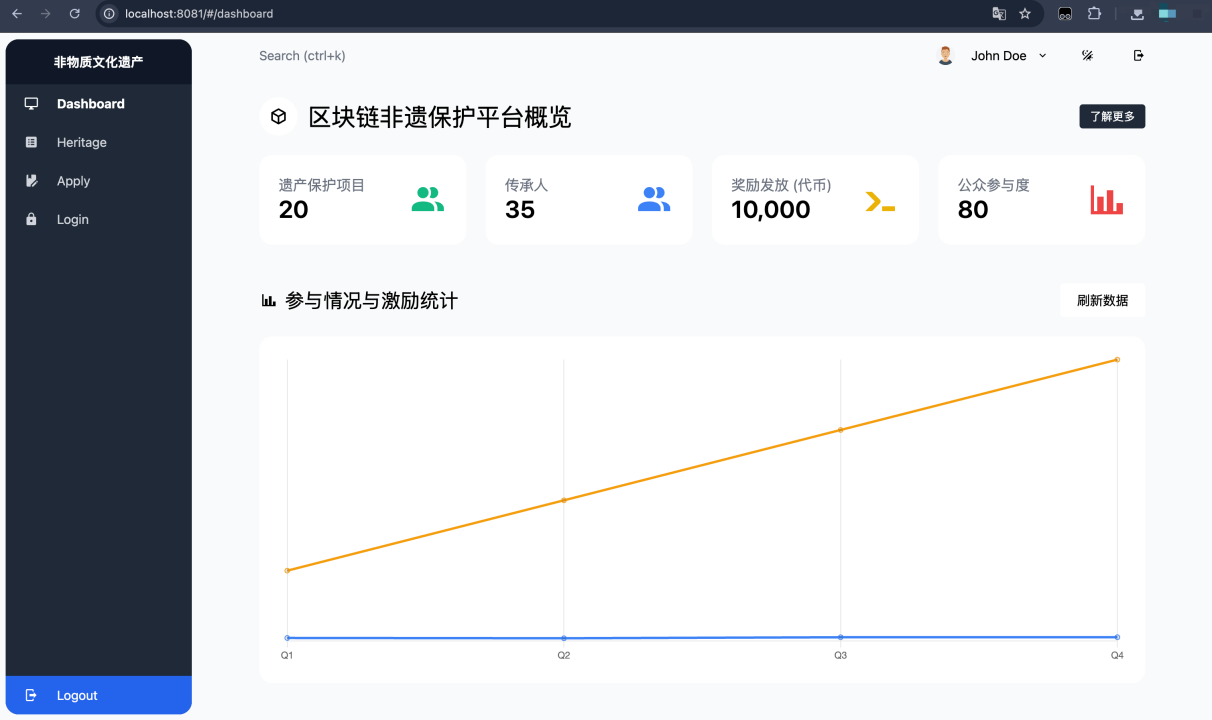 localhost:8081/#/dashboard
非物质文化遗产
Dashboard
Heritage
Apply
Login
Logout
Search (ctrl+k)
John Doe
区块链非遗保护平台概览
了解更多
遗产保护项目
20
传承人
35
奖励发放 (代币)
10,000
公众参与度
80
参与情况与激励统计
刷新数据
Q1
Q2
Q3
Q4